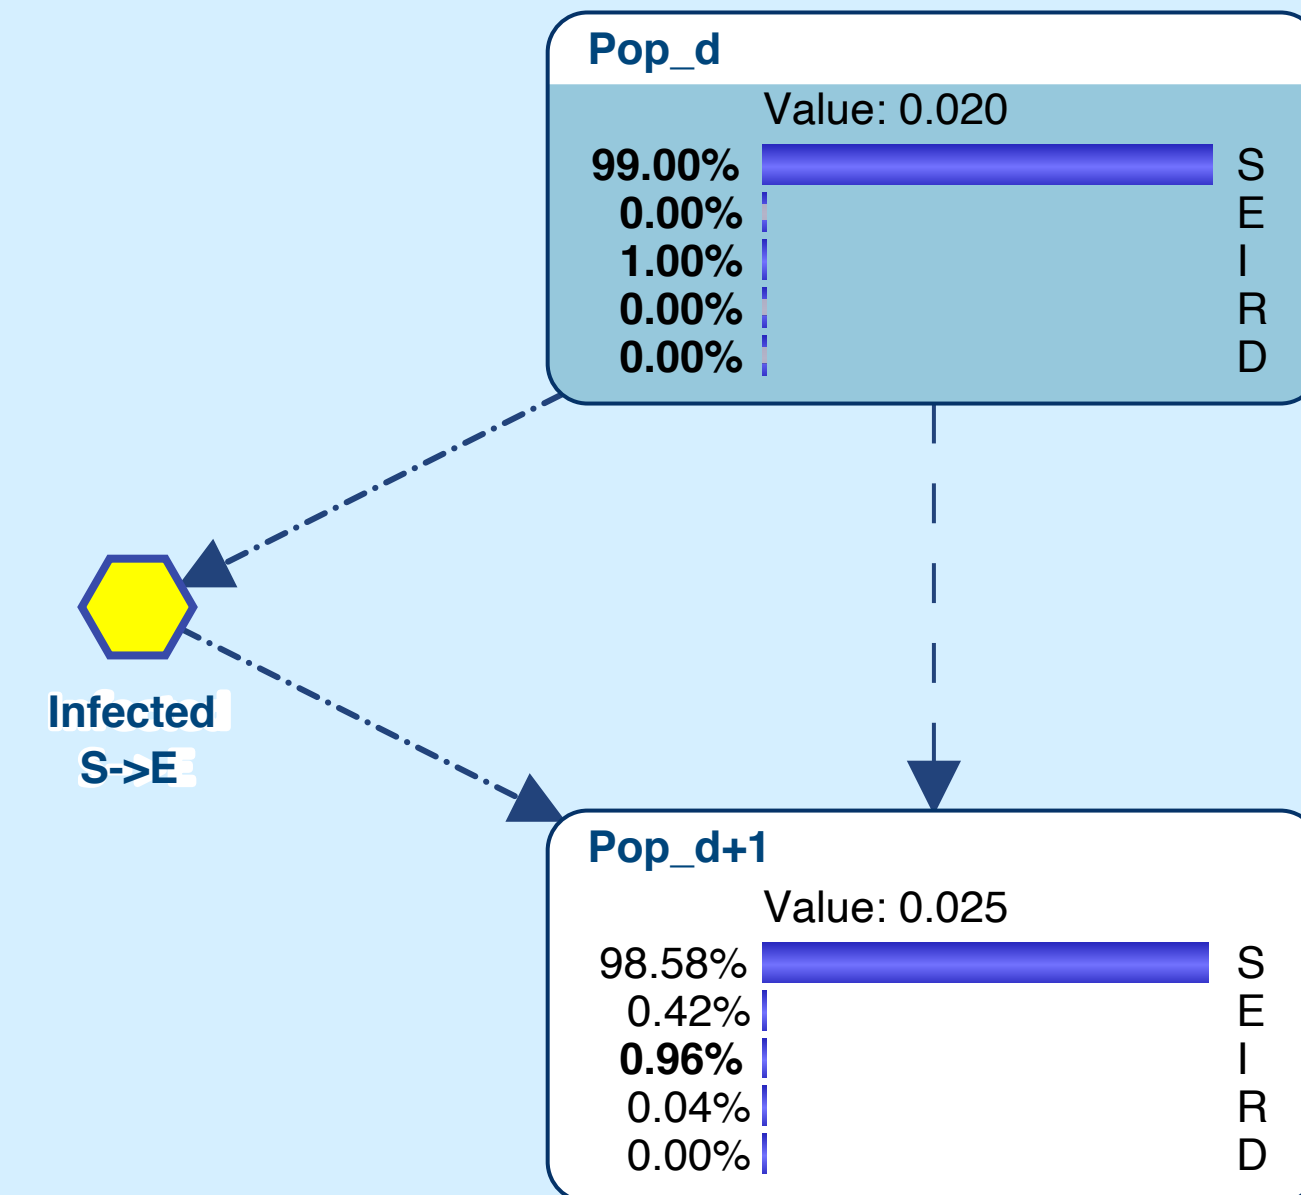 Pop_d
Value: 0.020
99.00% S
0.00% E
1.00% I
0.00% R
0.00% D
Infected
S->E
Pop_d+1
Value: 0.025
98.58% S
0.42% E
0.96% I
0.04% R
0.00% D